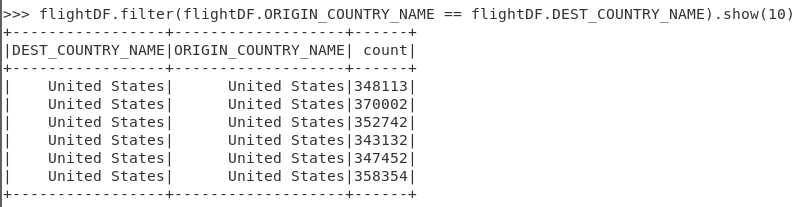 >>> flightDF.filter(flightDF.ORIGIN_COUNTRY_NAME == flightDF.DEST_COUNTRY_NAME).show(10)
+-----------------+-------------------+------+
|DEST_COUNTRY_NAME|ORIGIN_COUNTRY_NAME| count|
+-----------------+-------------------+------+
|    United States|      United States|348113|
|    United States|      United States|370002|
|    United States|      United States|352742|
|    United States|      United States|343132|
|    United States|      United States|347452|
|    United States|      United States|358354|
+-----------------+-------------------+------+